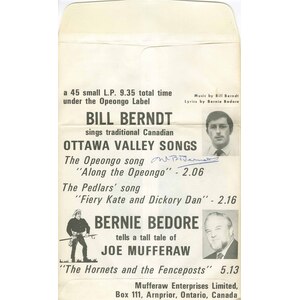 a 45 small L.P. 9.35 total time
under the Opeongo Label
Music by Bill Berndt
Lyrics by Bernie Bedore
BILL BERNDT
sings traditional Canadian
OTTAWA VALLEY SONGS
The Opeongo song
"Along the Opeongo" - 2.06
The Pedlars' song
"Fiery Kate and Dickory Dan" - 2.16
BERNIE BEDORE
tells a tall tale of
JOE MUFFERAW
"The Hornets and the Fenceposts" 5.13
Mufferaw Enterprises Limited,
Box 111, Arnprior, Ontario, Canada.